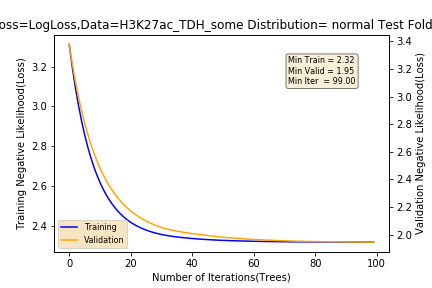 oss=LogLoss,Data=H3K27ac_TDH_some Distribution= normal Test Fold
Min Train = 2.32
Min Valid = 1.95
Min Iter = 99.00
Training Negative Likelihood(Loss)
3.2
3.0
2.8
2.6
2.4
Validation Negative Likelihood(Loss)
3.4
3.2
3.0
2.8
2.6
2.4
2.2
2.0
Training
Validation
0 20 40 60 80 100
Number of Iterations(Trees)